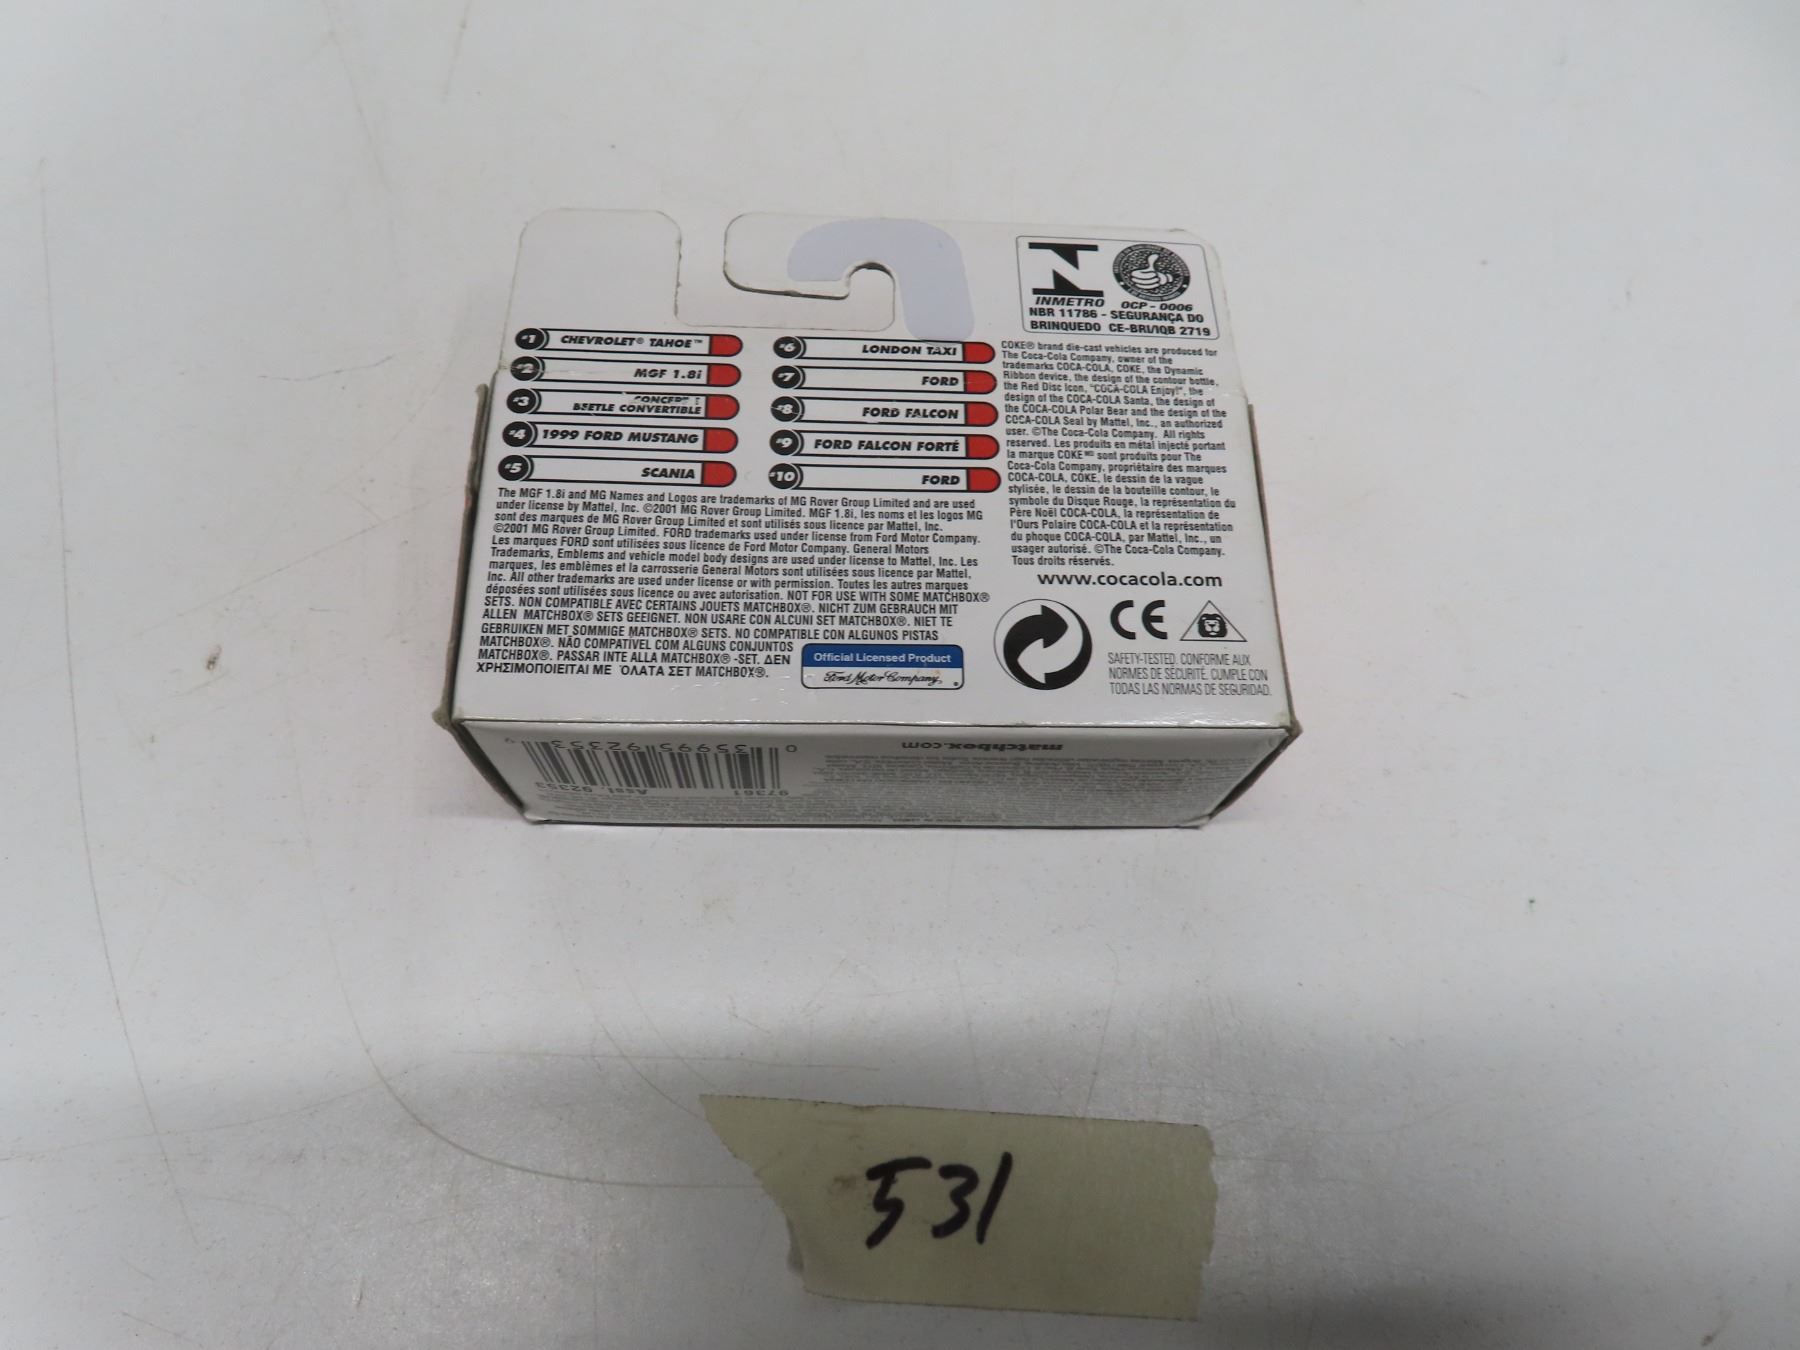 INMETRO OCP - 0006
NBR 11786 - SEGURANÇA DO
BRINQUEDO CE-BRI/IQB 2719
#1 CHEVROLET® TAHOE™
#2 MGF 1.8i
#3 CONCEPT 1
BEETLE CONVERTIBLE
#4 1999 FORD MUSTANG
#5 SCANIA
#6 LONDON TAXI
#7 FORD
#8 FORD FALCON
#9 FORD FALCON FORTÉ
#10 FORD
The MGF 1.8i and MG Names and Logos are trademarks of MG Rover Group Limited and are used
under license by Mattel, Inc. ©2001 MG Rover Group Limited. MGF 1.8i, les noms et les logos MG
sont des marques de MG Rover Group Limited et sont utilisés sous licence par Mattel, Inc.
©2001 MG Rover Group Limited. FORD trademarks used under license from Ford Motor Company.
Les marques FORD sont utilisées sous licence de Ford Motor Company. General Motors
Trademarks, Emblems and vehicle model body designs are used under license to Mattel, Inc. Les
marques, les emblèmes et la carrosserie General Motors sont utilisées sous licence par Mattel,
Inc. All other trademarks are used under license or with permission. Toutes les autres marques
déposées sont utilisées sous licence ou avec autorisation. NOT FOR USE WITH SOME MATCHBOX®
SETS. NON COMPATIBLE AVEC CERTAINS JOUETS MATCHBOX®. NICHT ZUM GEBRAUCH MIT
ALLEN MATCHBOX® SETS GEEIGNET. NON USARE CON ALCUNI SET MATCHBOX®. NIET TE
GEBRUIKEN MET SOMMIGE MATCHBOX® SETS. NO COMPATIBLE CON ALGUNOS PISTAS
MATCHBOX®. NÃO COMPATÍVEL COM ALGUNS CONJUNTOS
MATCHBOX®. PASSAR INTE ALLA MATCHBOX® -SET. ΔΕΝ
ΧΡΗΣΙΜΟΠΟΙΕΙΤΑΙ ΜΕ ΌΛΑΤΑ ΣΕΤ MATCHBOX®.
Official Licensed Product
Ford Motor Company
COKE® brand die-cast vehicles are produced for
The Coca-Cola Company, owner of the
trademarks COCA-COLA, COKE, the Dynamic
Ribbon device, the design of the contour bottle,
the Red Disc Icon, "COCA-COLA Enjoy!", the
design of the COCA-COLA Santa, the design of
the COCA-COLA Polar Bear and the design of the
COCA-COLA Seal by Mattel, Inc., an authorized
user. ©The Coca-Cola Company. All rights
reserved. Les produits en métal injecté portant
la marque COKE MD sont produits pour The
Coca-Cola Company, propriétaire des marques
COCA-COLA, COKE, le dessin de la vague
stylisée, le dessin de la bouteille contour, le
symbole du Disque Rouge, la représentation du
Père Noël COCA-COLA, la représentation de
l'Ours Polaire COCA-COLA et la représentation
du phoque COCA-COLA, par Mattel, Inc., un
usager autorisé. ©The Coca-Cola Company.
Tous droits réservés.
www.cocacola.com
CE
SAFETY-TESTED. CONFORME AUX
NORMES DE SÉCURITÉ. CUMPLE CON
TODAS LAS NORMAS DE SEGURIDAD.
matchbox.com
0 35995 92353 9
97361 Asst. 92353
531